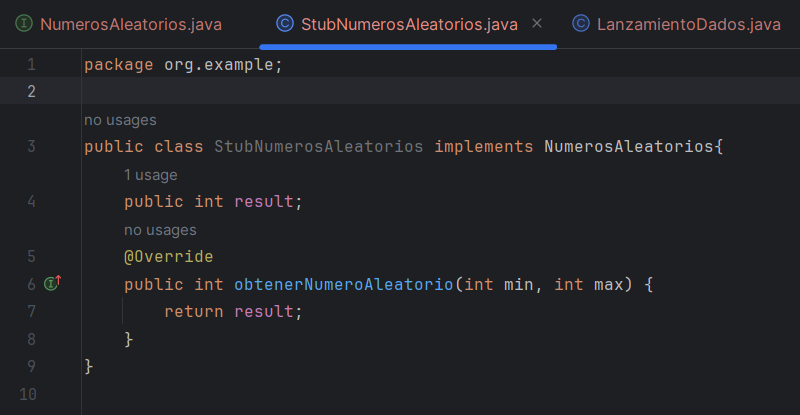 NumerosAleatorios.java StubNumerosAleatorios.java LanzamientoDados.java
1 package org.example;
2
no usages
3 public class StubNumerosAleatorios implements NumerosAleatorios{
1 usage
4 public int result;
no usages
5 @Override
6 public int obtenerNumeroAleatorio(int min, int max) {
7 return result;
8 }
9 }
10